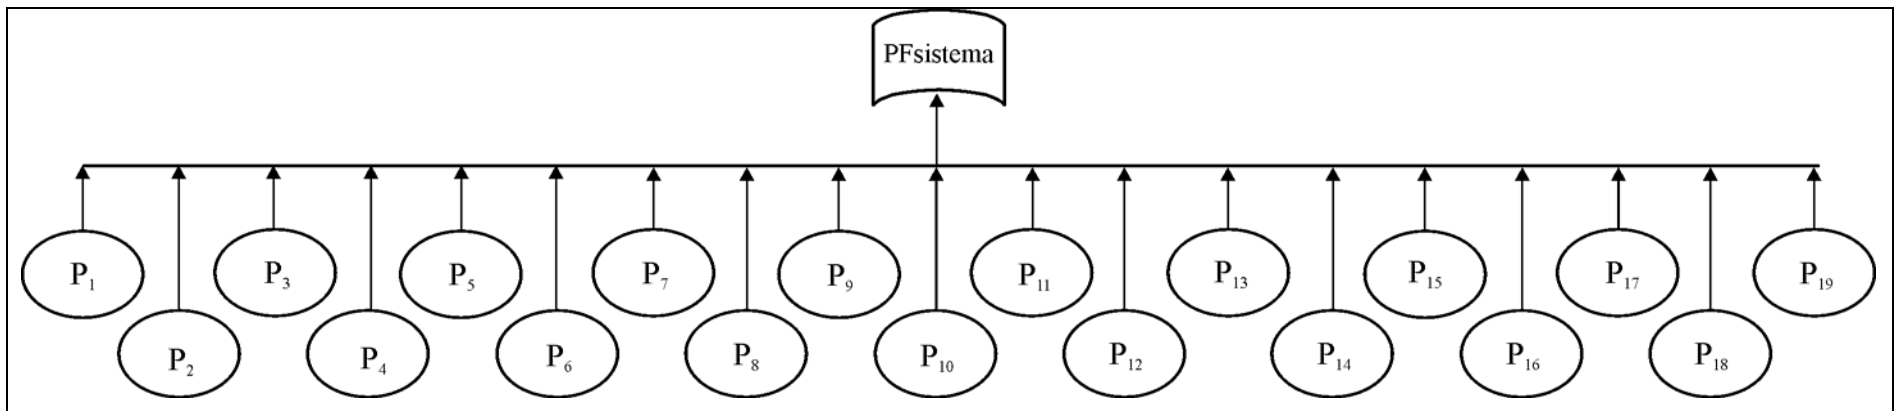 PFsistema
P₁ P₃ P₅ P₇ P₉ P₁₁ P₁₃ P₁₅ P₁₇ P₁₉
P₂ P₄ P₆ P₈ P₁₀ P₁₂ P₁₄ P₁₆ P₁₈